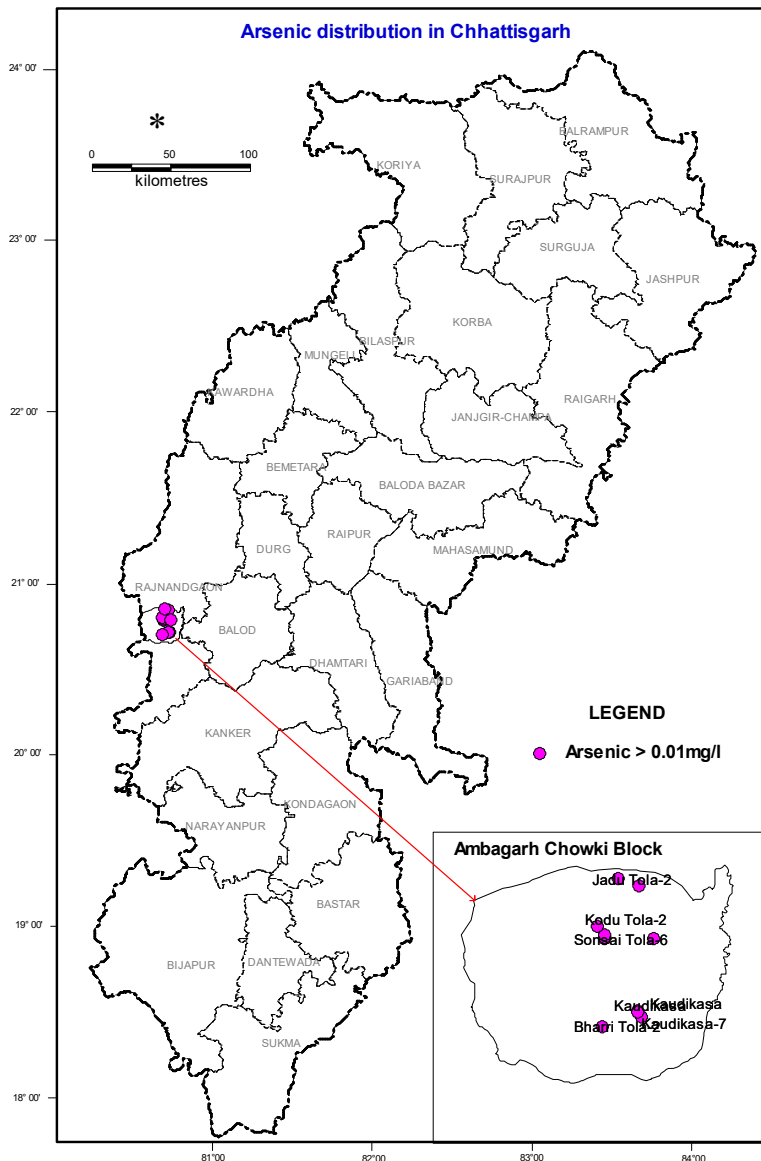 Arsenic distribution in Chhattisgarh
24° 00'
*
0 50 100
kilometres
BALRAMPUR
KORIYA
SURAJPUR
23° 00'
SURGUJA
JASHPUR
KORBA
BILASPUR
MUNGELI
22° 00'
KAWARDHA
RAIGARH
JANJGIR-CHAMPA
BEMETARA
BALODA BAZAR
RAIPUR
DURG
MAHASAMUND
21° 00'
RAJNANDGAON
BALOD
DHAMTARI
GARIABAND
LEGEND
KANKER
20° 00'
Arsenic > 0.01mg/l
KONDAGAON
NARAYANPUR
Ambagarh Chowki Block
Jadu Tola-2
19° 00'
BASTAR
Kodu Tola-2
Sonsai Tola-6
BIJAPUR
DANTEWADA
Kaudikasa
Kaudikasa
Kaudikasa-7
Bharri Tola-2
SUKMA
18° 00'
81°00' 82°00' 83°00' 84°00'